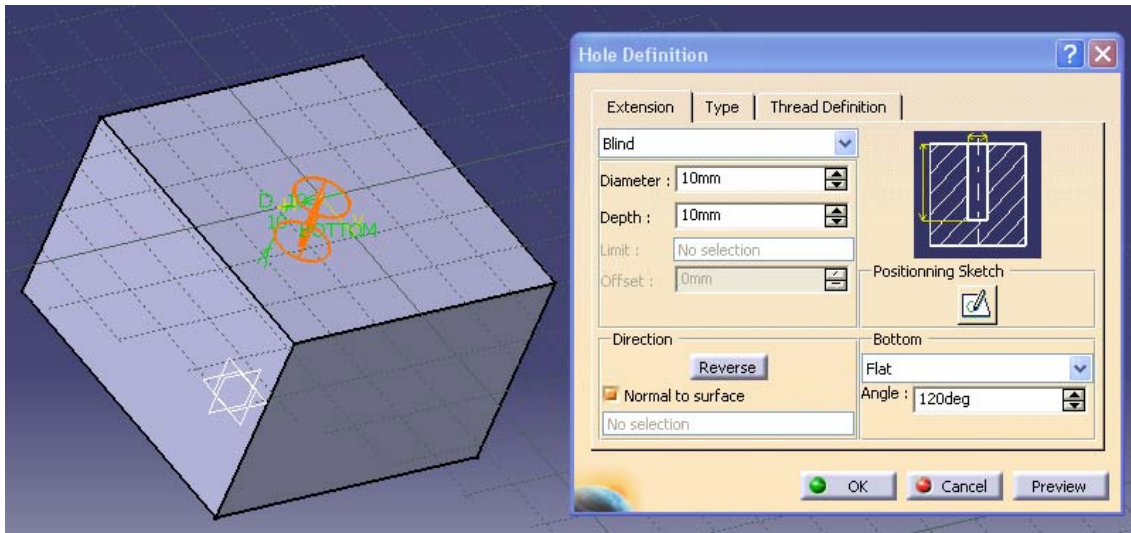 Hole Definition
Extension Type Thread Definition
Blind
Diameter : 10mm
Depth : 10mm
Limit : No selection
Offset : 0mm
Positionning Sketch
Direction
Reverse
Normal to surface
No selection
Bottom
Flat
Angle : 120deg
OK Cancel Preview
10
BOTTOM